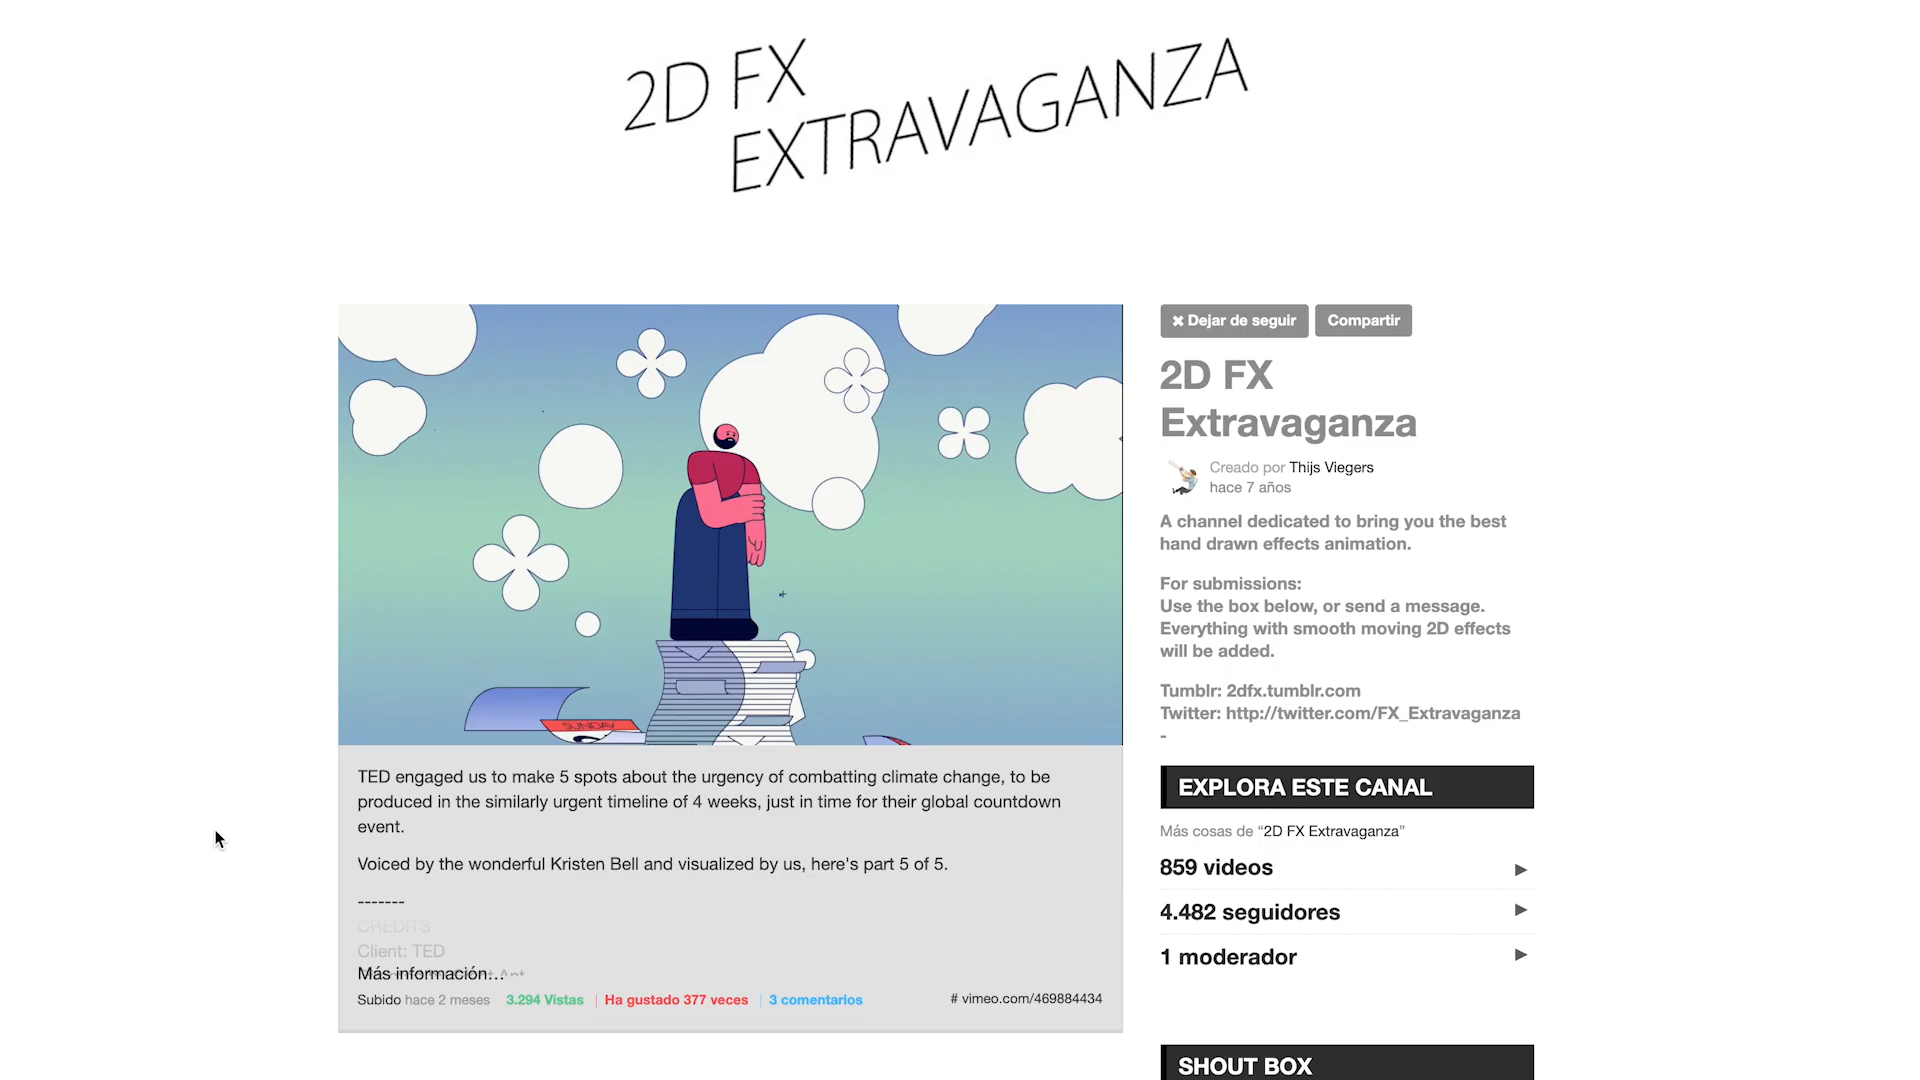 2D FX
EXTRAVAGANZA
SUNDAY
TED engaged us to make 5 spots about the urgency of combatting climate change, to be
produced in the similarly urgent timeline of 4 weeks, just in time for their global countdown
event.
Voiced by the wonderful Kristen Bell and visualized by us, here's part 5 of 5.
-------
CREDITS
Client: TED
Más información…
Subido hace 2 meses 3.294 Vistas | Ha gustado 377 veces | 3 comentarios # vimeo.com/469884434
✖ Dejar de seguir Compartir
2D FX
Extravaganza
Creado por Thijs Viegers
hace 7 años
A channel dedicated to bring you the best
hand drawn effects animation.
For submissions:
Use the box below, or send a message.
Everything with smooth moving 2D effects
will be added.
Tumblr: 2dfx.tumblr.com
Twitter: http://twitter.com/FX_Extravaganza
-
EXPLORA ESTE CANAL
Más cosas de “2D FX Extravaganza”
859 videos
4.482 seguidores
1 moderador
SHOUT BOX